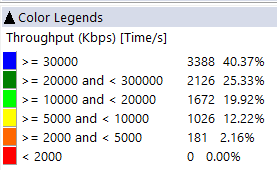 Color Legends
Throughput (Kbps) [Time/s]
>= 30000 3388 40.37%
>= 20000 and < 300000 2126 25.33%
>= 10000 and < 20000 1672 19.92%
>= 5000 and < 10000 1026 12.22%
>= 2000 and < 5000 181 2.16%
< 2000 0 0.00%